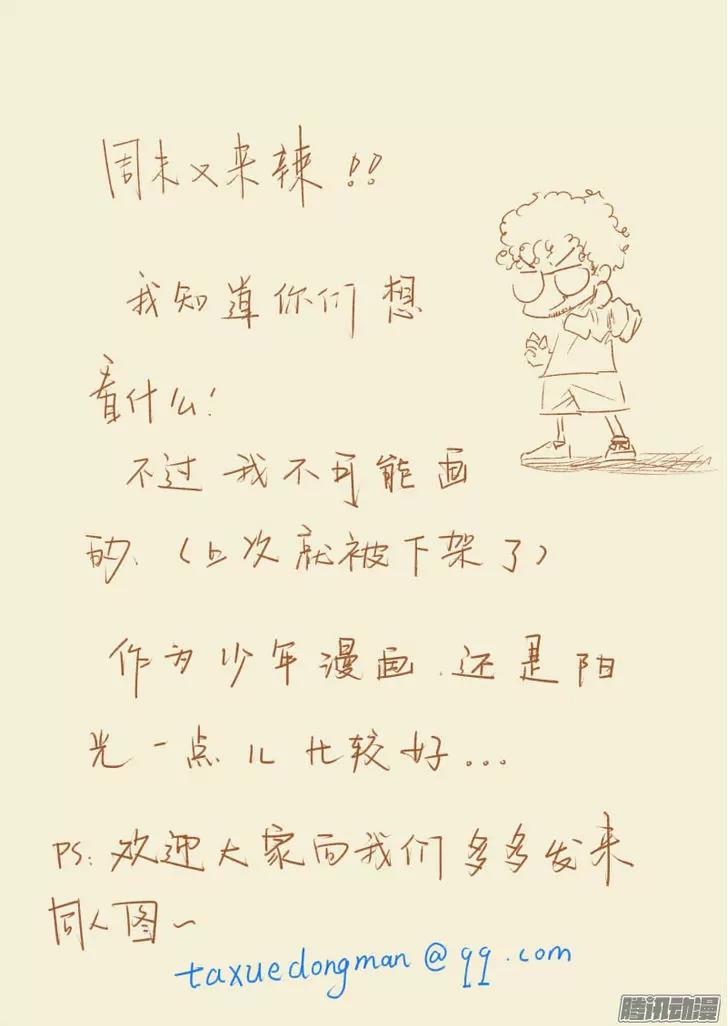 周末又来辣!!
我知道你们想
看什么!
不过我不可能画
的、(上次就被下架了)
作为少年漫画、还是阳
光一点儿比较好...
PS:欢迎大家向我们多多发来
同人图~
taxuedongman@qq.com
腾讯动漫